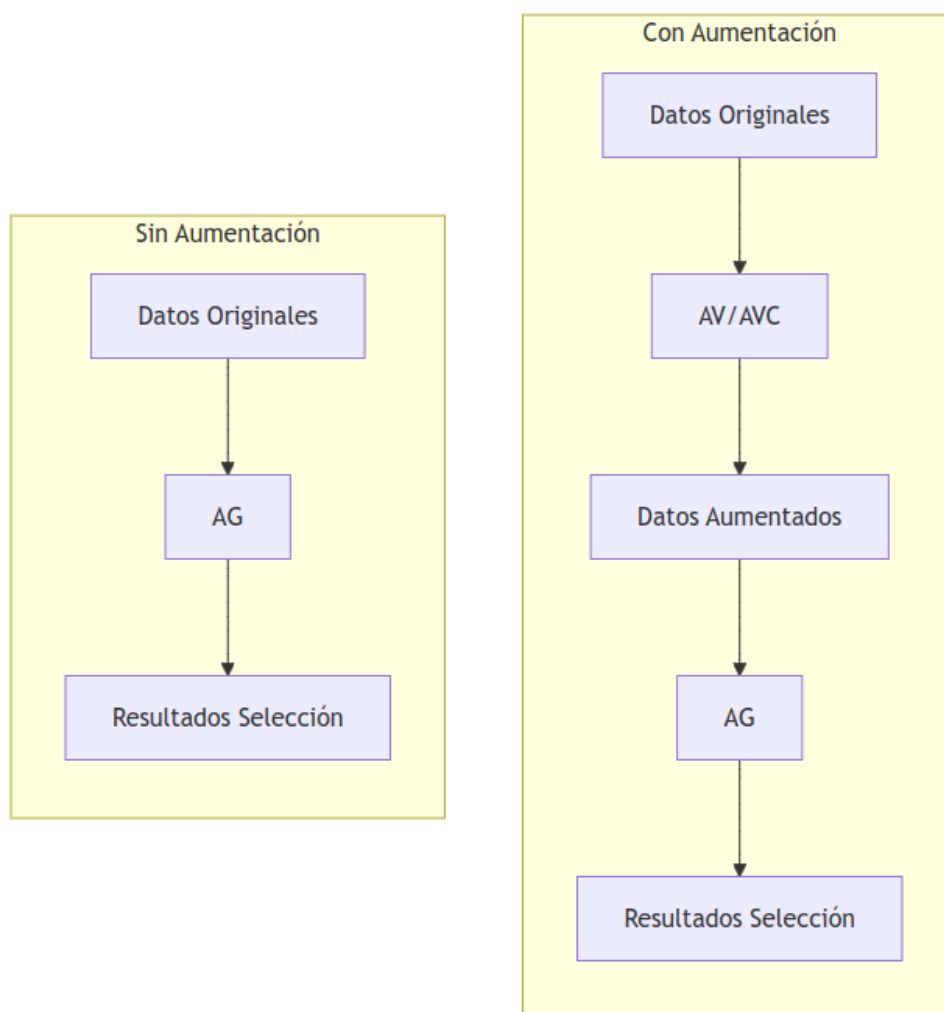 Sin Aumentación
Datos Originales
AG
Resultados Selección
Con Aumentación
Datos Originales
AV/AVC
Datos Aumentados
AG
Resultados Selección